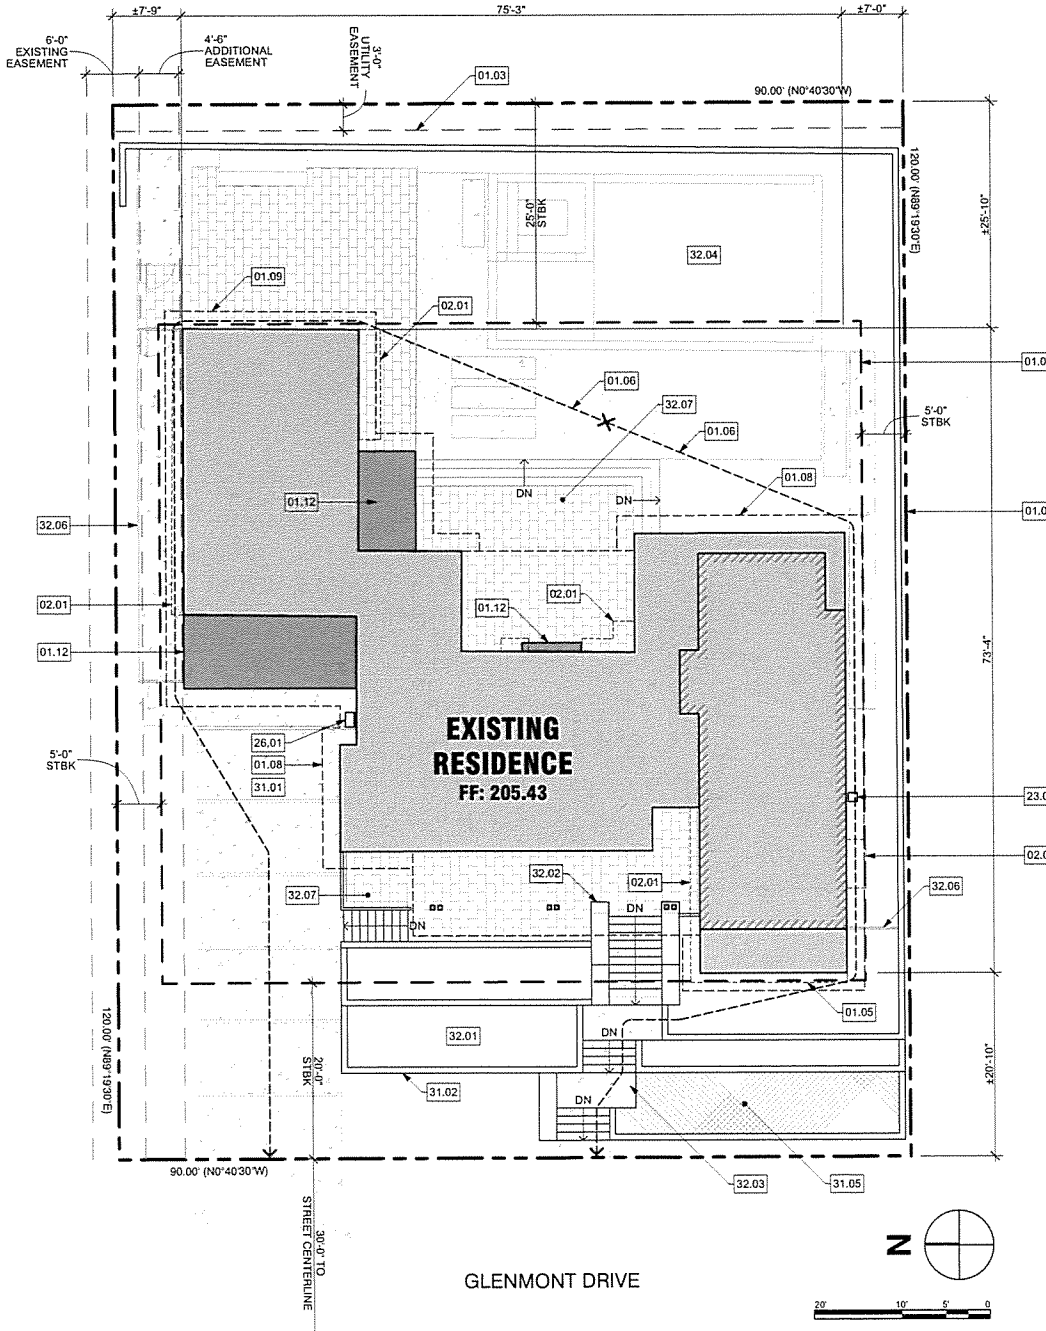 ±7'-9"
75'-3"
±7'-0"
6'-0"
EXISTING
EASEMENT
4'-6"
ADDITIONAL
EASEMENT
3'-0"
UTILITY
EASEMENT
01.03
90.00' (N0°40'30"W)
120.00' (N89°19'30"E)
±25'-10"
25'-0"
STBK
32.04
01.09
02.01
01.06
32.07
01.06
5'-0"
STBK
01.08
DN
DN
01.12
32.06
02.01
01.12
02.01
01.12
73'-4"
EXISTING
RESIDENCE
FF: 205.43
26.01
01.08
31.01
5'-0"
STBK
32.07
32.02
02.01
32.06
DN
DN
01.05
32.01
DN
31.02
DN
20'-0"
STBK
±20'-10"
120.00' (N89°19'30"E)
90.00' (N0°40'30"W)
32.03
31.05
30'-0" TO
STREET CENTERLINE
N
GLENMONT DRIVE
20'
10'
5'
0